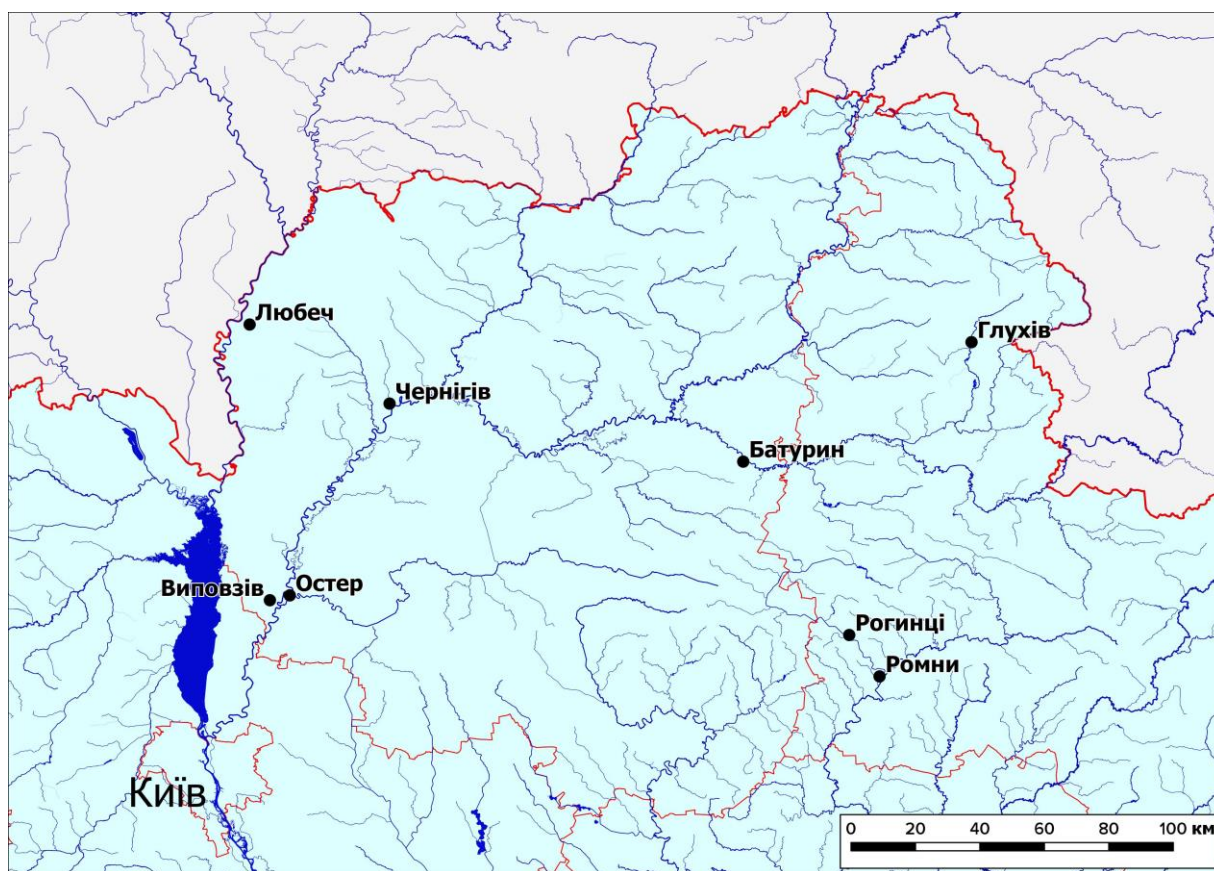 Любеч
Глухів
Чернігів
Батурин
Виповзів
Остер
Рогинці
Ромни
Київ
0 20 40 60 80 100 км